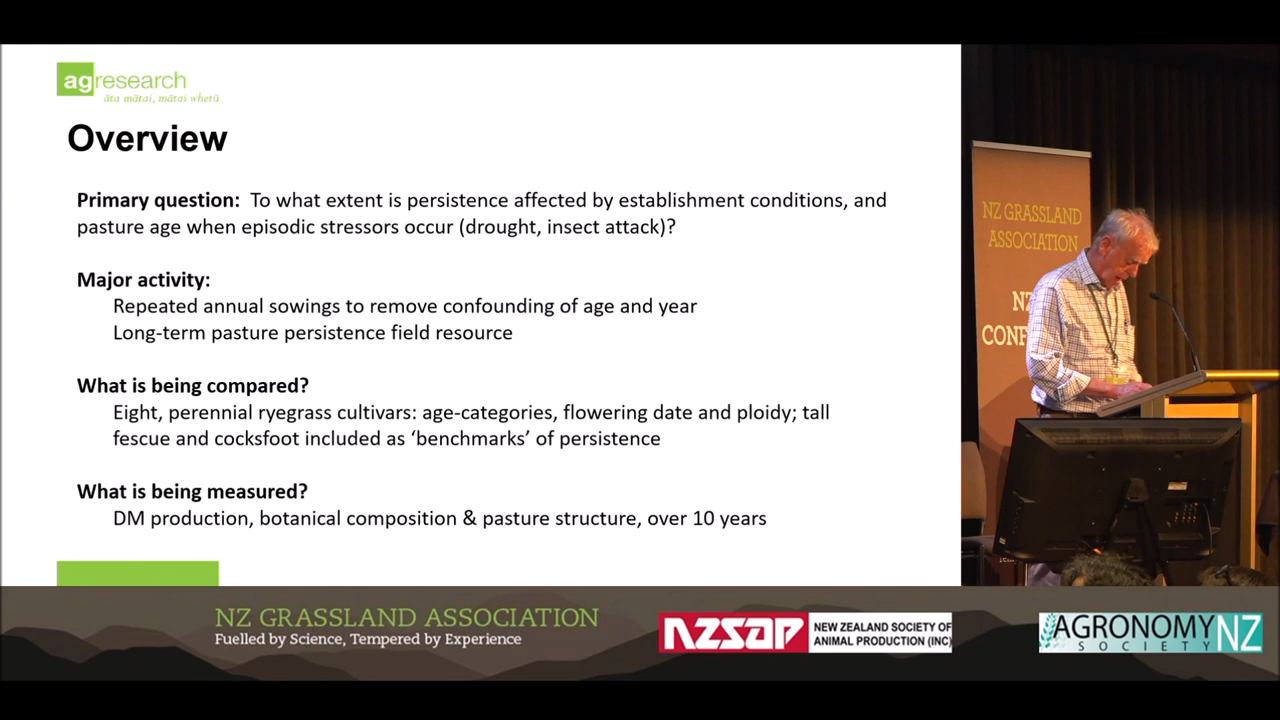 agresearch
āta mātai, mātai whetū
Overview
Primary question: To what extent is persistence affected by establishment conditions, and
pasture age when episodic stressors occur (drought, insect attack)?
Major activity:
Repeated annual sowings to remove confounding of age and year
Long-term pasture persistence field resource
What is being compared?
Eight, perennial ryegrass cultivars: age-categories, flowering date and ploidy; tall
fescue and cocksfoot included as ‘benchmarks’ of persistence
What is being measured?
DM production, botanical composition & pasture structure, over 10 years
NZ GRASSLAND
ASSOCIATION
NZ
CONF
NZ GRASSLAND ASSOCIATION
Fuelled by Science, Tempered by Experience
NZSAP
NEW ZEALAND SOCIETY OF
ANIMAL PRODUCTION (INC)
AGRONOMY
SOCIETY
NZ